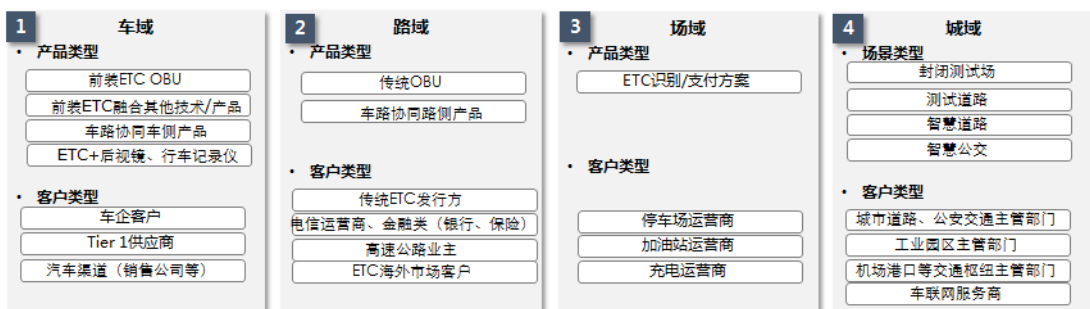 1 车域
• 产品类型
前装ETC OBU
前装ETC融合其他技术/产品
车路协同车侧产品
ETC+后视镜、行车记录仪
• 客户类型
车企客户
Tier 1供应商
汽车渠道（销售公司等）
2 路域
• 产品类型
传统OBU
车路协同路侧产品
• 客户类型
传统ETC发行方
电信运营商、金融类（银行、保险）
高速公路业主
ETC海外市场客户
3 场域
• 产品类型
ETC识别/支付方案
• 客户类型
停车场运营商
加油站运营商
充电运营商
4 城域
• 场景类型
封闭测试场
测试道路
智慧道路
智慧公交
• 客户类型
城市道路、公安交通主管部门
工业园区主管部门
机场港口等交通枢纽主管部门
车联网服务商